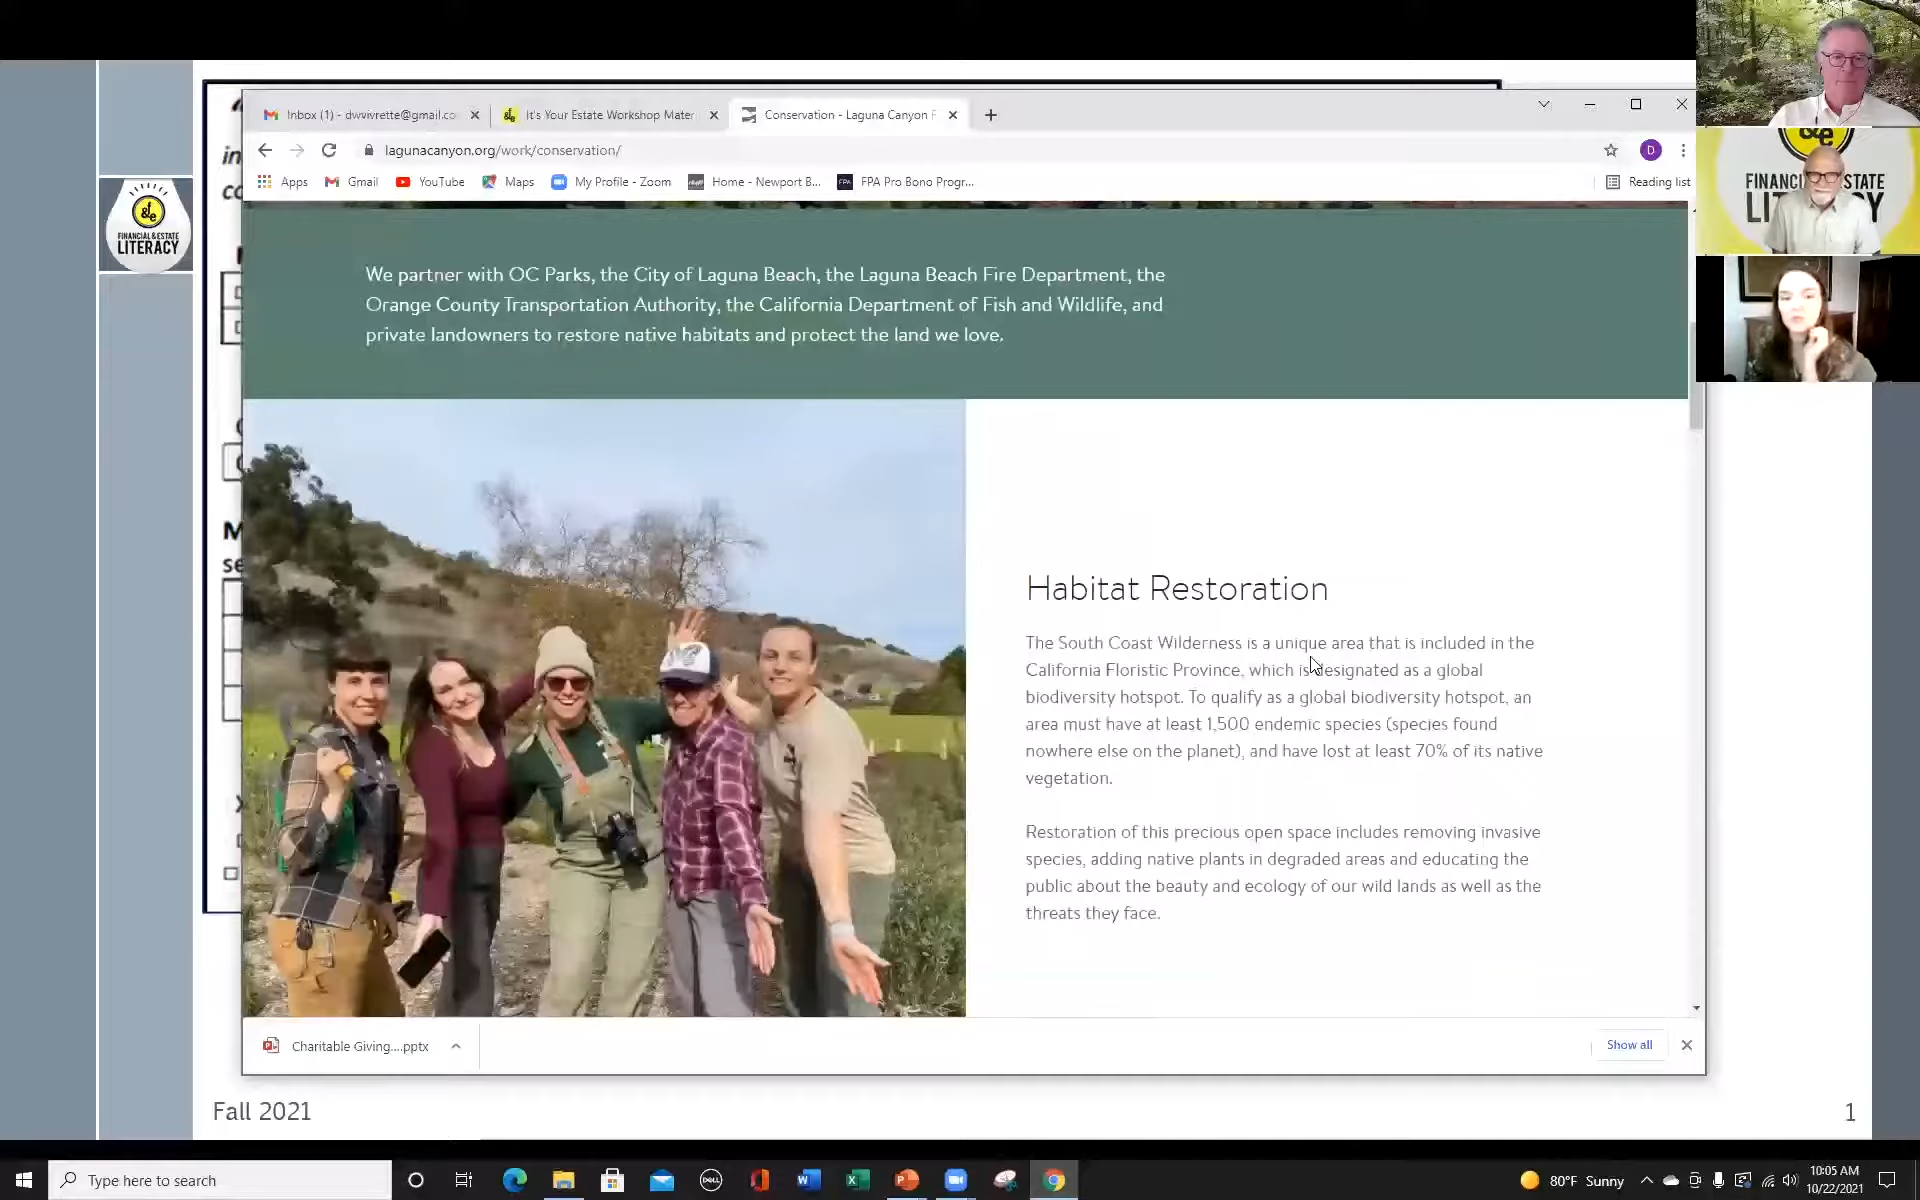 Inbox (1) - dwvivrette@gmail.co
It's Your Estate Workshop Mater
Conservation - Laguna Canyon F
lagunacanyon.org/work/conservation/
D
Apps
Gmail
YouTube
Maps
My Profile - Zoom
Home - Newport B...
FPA Pro Bono Progr...
Reading list
We partner with OC Parks, the City of Laguna Beach, the Laguna Beach Fire Department, the
Orange County Transportation Authority, the California Department of Fish and Wildlife, and
private landowners to restore native habitats and protect the land we love.
Habitat Restoration
The South Coast Wilderness is a unique area that is included in the
California Floristic Province, which is designated as a global
biodiversity hotspot. To qualify as a global biodiversity hotspot, an
area must have at least 1,500 endemic species (species found
nowhere else on the planet), and have lost at least 70% of its native
vegetation.
Restoration of this precious open space includes removing invasive
species, adding native plants in degraded areas and educating the
public about the beauty and ecology of our wild lands as well as the
threats they face.
Charitable Giving....pptx
Show all
f&e
FINANCIAL & ESTATE
LITERACY
in
co
M
se
Fall 2021
1
Type here to search
DELL
80°F Sunny
10:05 AM
10/22/2021